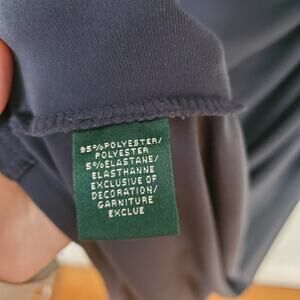 95%POLYESTER/
POLYESTER
5%ELASTANE/
ELASTHANNE
EXCLUSIVE OF
DECORATION/
GARNITURE
EXCLUE